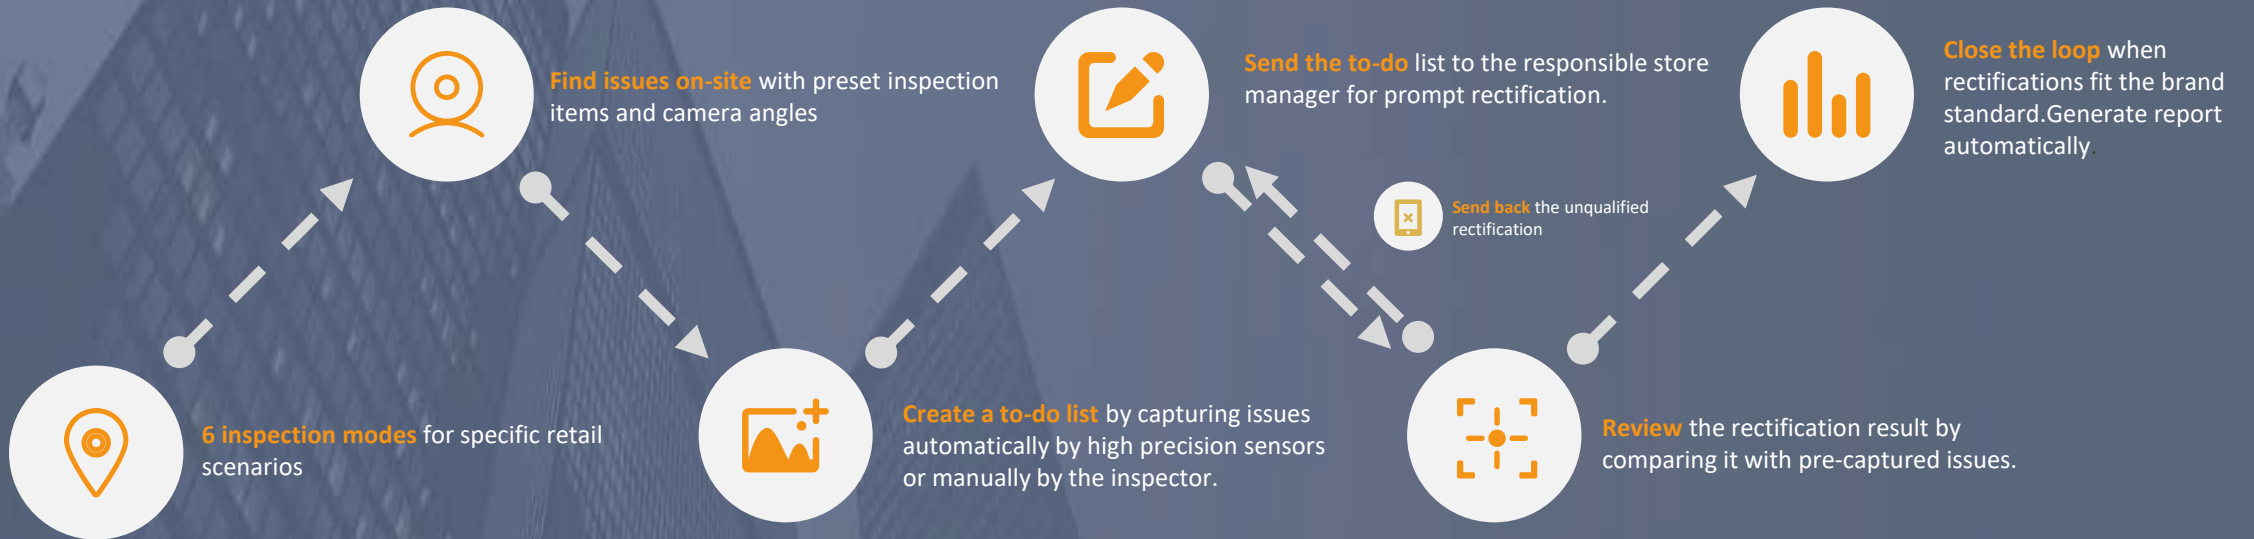 6 inspection modes for specific retail
scenarios
Find issues on-site with preset inspection
items and camera angles
Create a to-do list by capturing issues
automatically by high precision sensors
or manually by the inspector.
Send the to-do list to the responsible store
manager for prompt rectification.
Send back the unqualified
rectification
Review the rectification result by
comparing it with pre-captured issues.
Close the loop when
rectifications fit the brand
standard.Generate report
automatically.